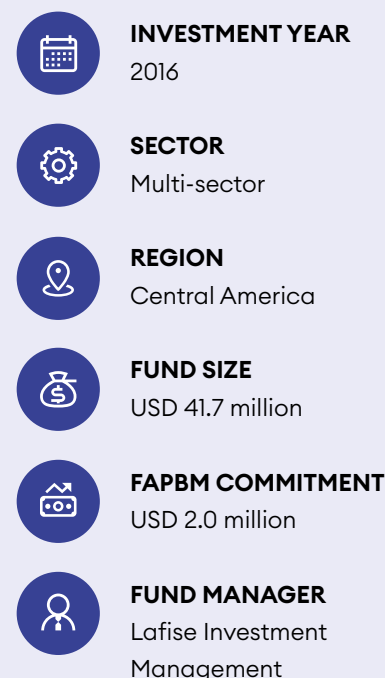 INVESTMENT YEAR
2016
SECTOR
Multi-sector
REGION
Central America
FUND SIZE
USD 41.7 million
FAPBM COMMITMENT
USD 2.0 million
FUND MANAGER
Lafise Investment
Management